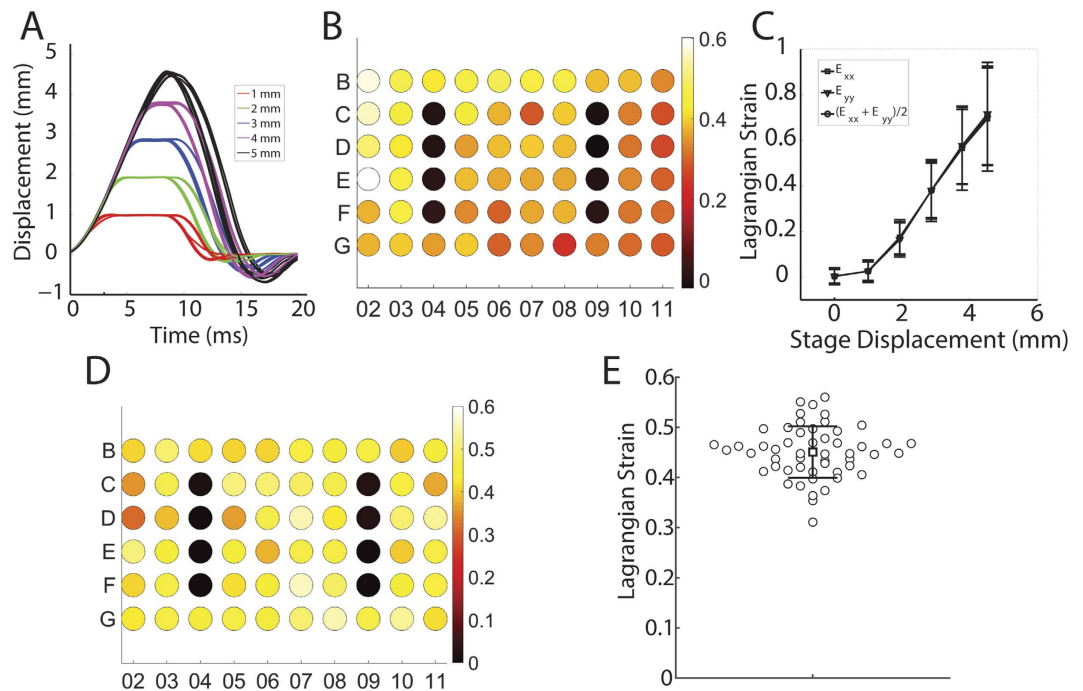 A
Displacement (mm)
5
4
3
2
1
0
−1
0
5
10
15
20
Time (ms)
1 mm
2 mm
3 mm
4 mm
5 mm
B
B
C
D
E
F
G
02 03 04 05 06 07 08 09 10 11
0.6
0.4
0.2
0
C
Lagrangian Strain
1
0.8
0.6
0.4
0.2
0
0 2 4 6
Stage Displacement (mm)
E xx
E yy
(E xx + E yy)/2
D
B
C
D
E
F
G
02 03 04 05 06 07 08 09 10 11
0.6
0.5
0.4
0.3
0.2
0.1
0
E
Lagrangian Strain
0.6
0.5
0.4
0.3
0.2
0.1
0